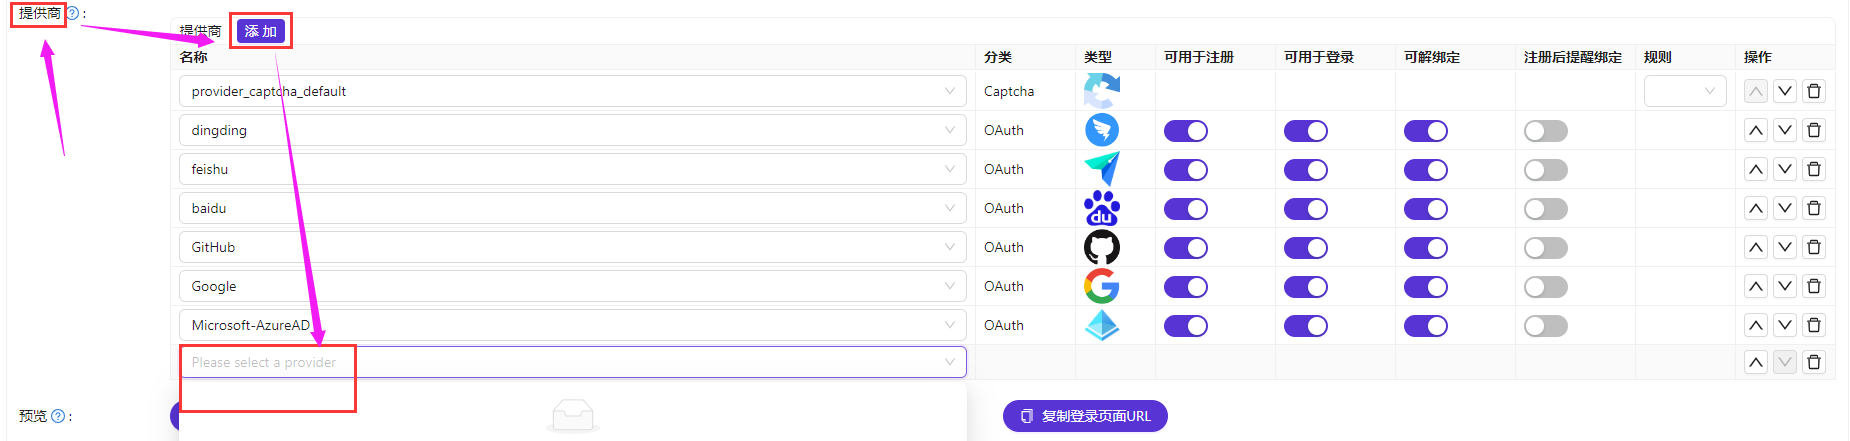 提供商 ? :
提供商 添 加
名称 分类 类型 可用于注册 可用于登录 可解绑定 注册后提醒绑定 规则 操作
provider_captcha_default Captcha
dingding OAuth
feishu OAuth
baidu OAuth du
GitHub OAuth
Google OAuth
Microsoft-AzureAD OAuth
Please select a provider
预览 ? : 复制登录页面URL